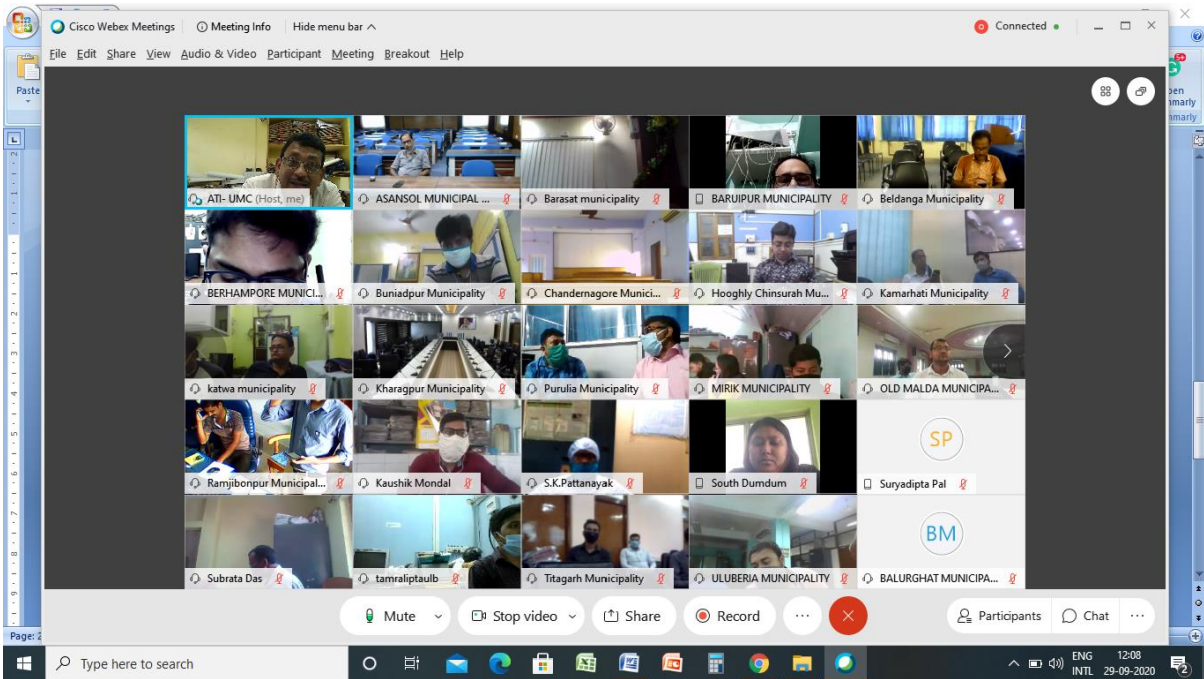 Cisco Webex Meetings
Meeting Info
Hide menu bar
Connected
File Edit Share View Audio & Video Participant Meeting Breakout Help
Paste
ATI- UMC (Host, me)
ASANSOL MUNICIPAL ...
Barasat municipality
BARUIPUR MUNICIPALITY
Beldanga Municipality
BERHAMPORE MUNICI...
Buniadpur Municipality
Chandernagore Munici...
Hooghly Chinsurah Mu...
Kamarhati Municipality
katwa municipality
Kharagpur Municipality
Purulia Municipality
MIRIK MUNICIPALITY
OLD MALDA MUNICIPA...
Ramjibonpur Municipal...
Kaushik Mondal
S.K.Pattanayak
South Dumdum
SP
Suryadipta Pal
Subrata Das
tamraliptaulb
Titagarh Municipality
ULUBERIA MUNICIPALITY
BM
BALURGHAT MUNICIPA...
Mute
Stop video
Share
Record
Participants
Chat
Page: 2
Type here to search
ENG
INTL
12:08
29-09-2020
2